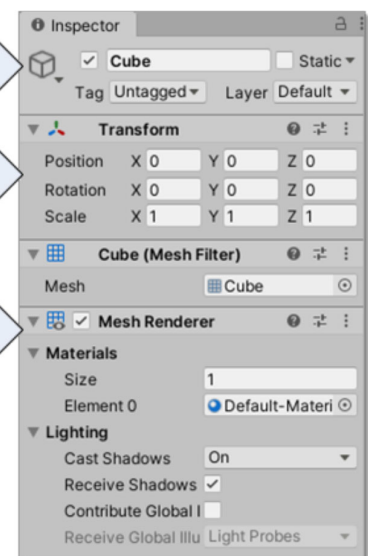 Inspector
Cube Static
Tag Untagged Layer Default
Transform
Position X 0 Y 0 Z 0
Rotation X 0 Y 0 Z 0
Scale X 1 Y 1 Z 1
Cube (Mesh Filter)
Mesh Cube
Mesh Renderer
Materials
Size 1
Element 0 Default-Materi
Lighting
Cast Shadows On
Receive Shadows
Contribute Global I
Receive Global Illu Light Probes